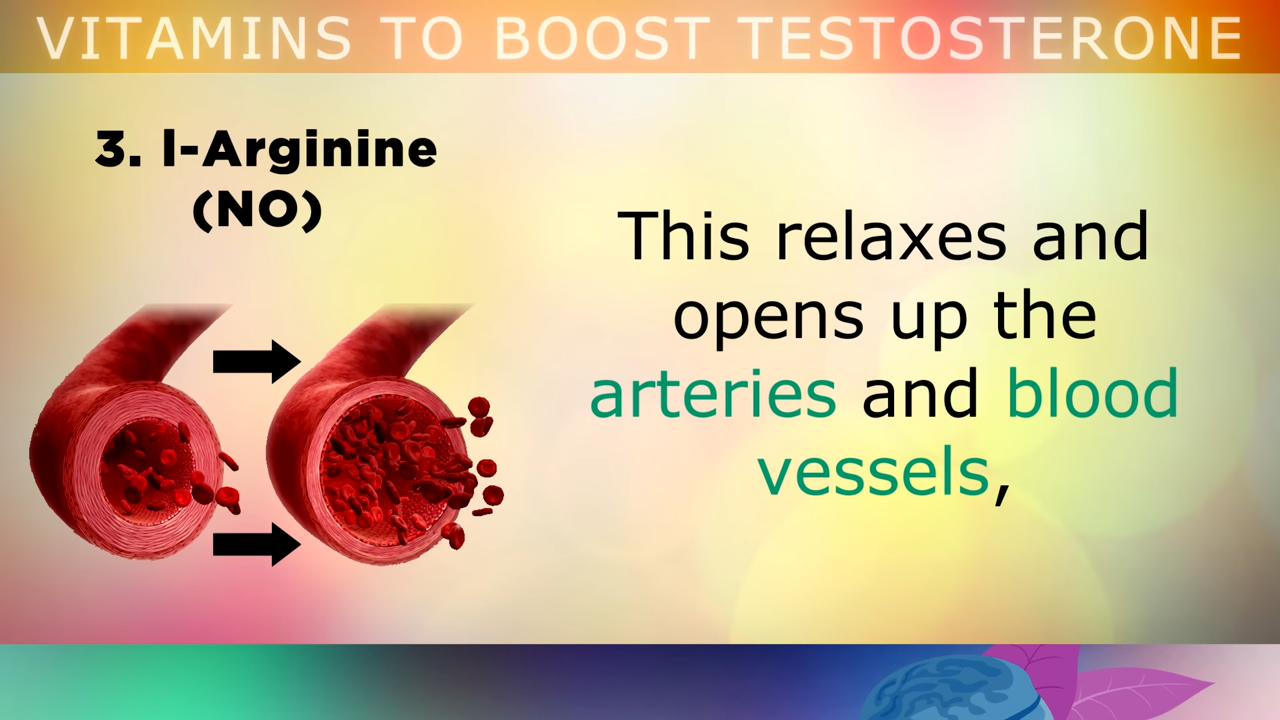 VITAMINS TO BOOST TESTOSTERONE
3. l-Arginine
(NO)
This relaxes and
opens up the
arteries and blood
vessels,